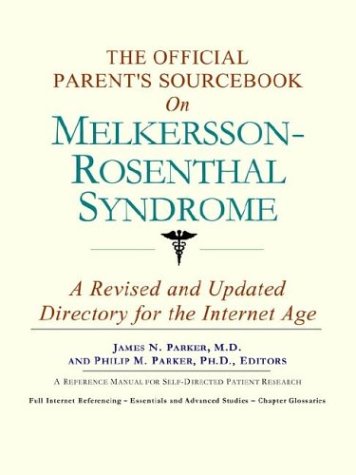 THE OFFICIAL
PARENT'S SOURCEBOOK
On
MELKERSSON-
ROSENTHAL
SYNDROME
A Revised and Updated
Directory for the Internet Age
JAMES N. PARKER, M.D.
AND PHILIP M. PARKER, PH.D., EDITORS
A REFERENCE MANUAL FOR SELF-DIRECTED PATIENT RESEARCH
Full Internet Referencing – Essentials and Advanced Studies – Chapter Glossaries